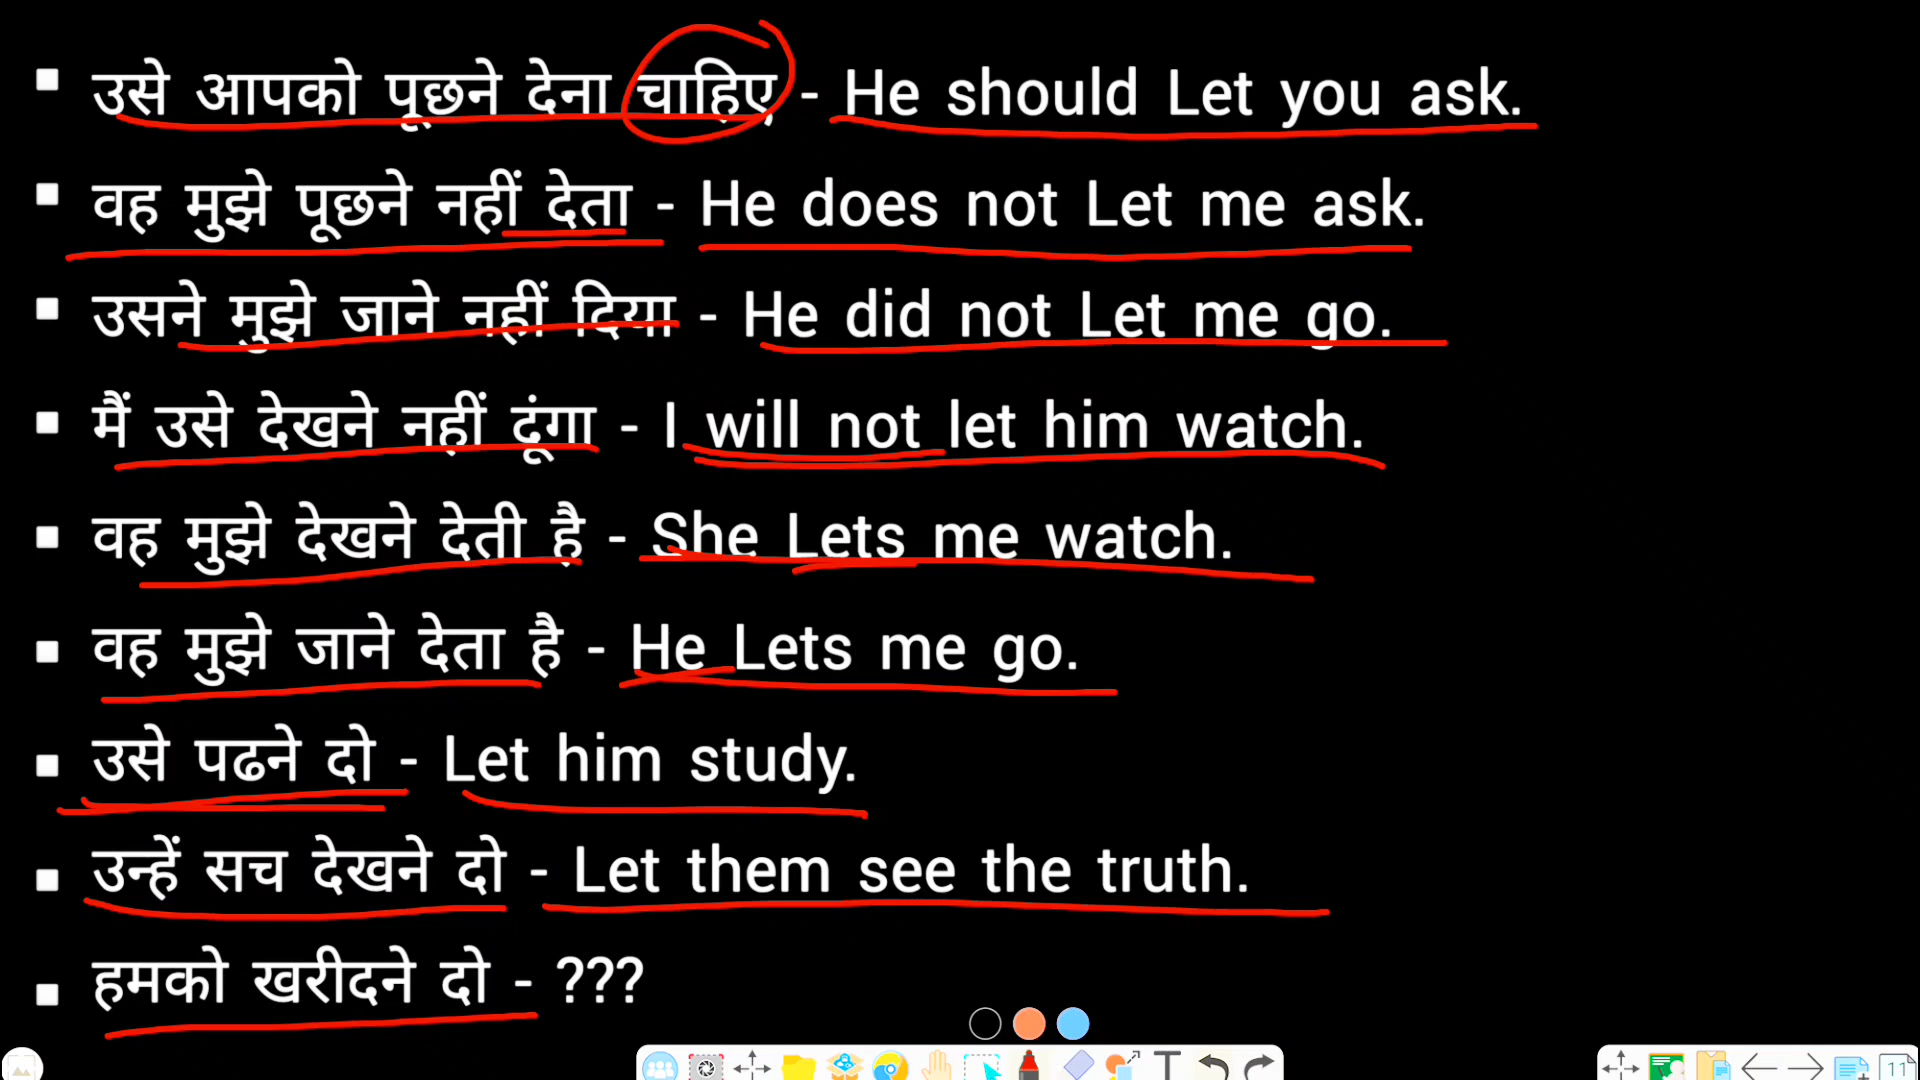 उसे आपको पूछने देना चाहिए - He should Let you ask.
वह मुझे पूछने नहीं देता - He does not Let me ask.
उसने मुझे जाने नहीं दिया - He did not Let me go.
मैं उसे देखने नहीं दूंगा - I will not let him watch.
वह मुझे देखने देती है - She Lets me watch.
वह मुझे जाने देता है - He Lets me go.
उसे पढने दो - Let him study.
उन्हें सच देखने दो - Let them see the truth.
हमको खरीदने दो - ???
T 11